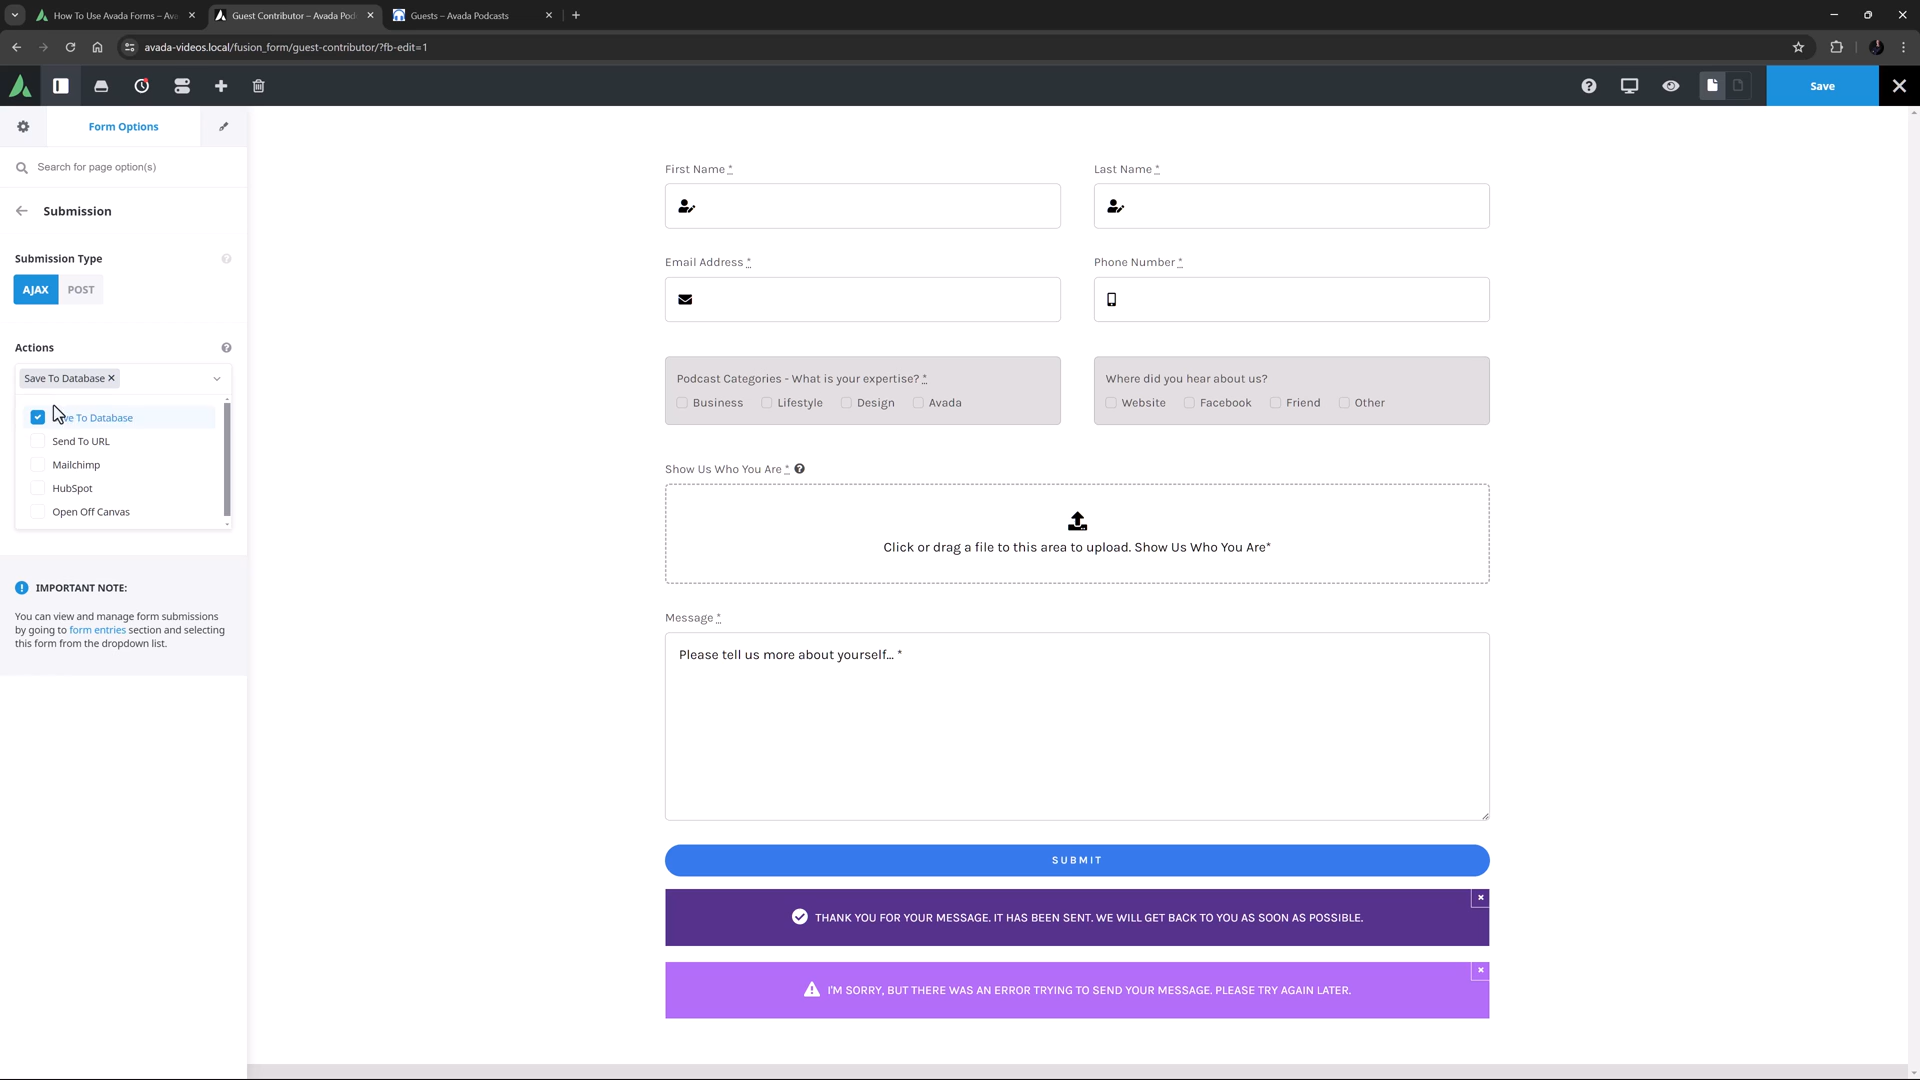 How To Use Avada Forms – Ava
Guest Contributor – Avada Pod
Guests – Avada Podcasts
avada-videos.local/fusion_form/guest-contributor/?fb-edit=1
Save
Form Options
Search for page option(s)
Submission
Submission Type
AJAX POST
Actions
Save To Database
Save To Database
Send To URL
Mailchimp
HubSpot
Open Off Canvas
IMPORTANT NOTE:
You can view and manage form submissions
by going to form entries section and selecting
this form from the dropdown list.
First Name *
Last Name *
Email Address *
Phone Number *
Podcast Categories - What is your expertise? *
Business Lifestyle Design Avada
Where did you hear about us?
Website Facebook Friend Other
Show Us Who You Are *
Click or drag a file to this area to upload. Show Us Who You Are*
Message *
Please tell us more about yourself... *
SUBMIT
THANK YOU FOR YOUR MESSAGE. IT HAS BEEN SENT. WE WILL GET BACK TO YOU AS SOON AS POSSIBLE.
I'M SORRY, BUT THERE WAS AN ERROR TRYING TO SEND YOUR MESSAGE. PLEASE TRY AGAIN LATER.